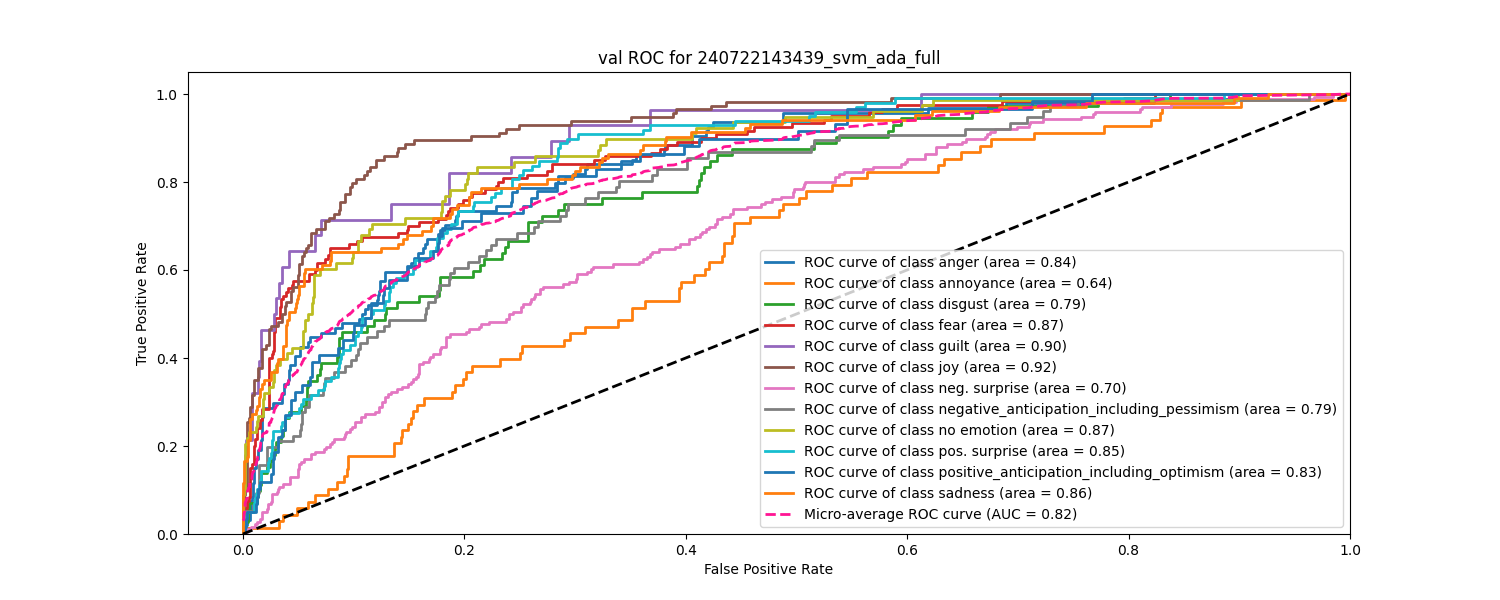 val ROC for 240722143439_svm_ada_full
True Positive Rate
1.0
0.8
0.6
0.4
0.2
0.0
ROC curve of class anger (area = 0.84)
ROC curve of class annoyance (area = 0.64)
ROC curve of class disgust (area = 0.79)
ROC curve of class fear (area = 0.87)
ROC curve of class guilt (area = 0.90)
ROC curve of class joy (area = 0.92)
ROC curve of class neg. surprise (area = 0.70)
ROC curve of class negative_anticipation_including_pessimism (area = 0.79)
ROC curve of class no emotion (area = 0.87)
ROC curve of class pos. surprise (area = 0.85)
ROC curve of class positive_anticipation_including_optimism (area = 0.83)
ROC curve of class sadness (area = 0.86)
Micro-average ROC curve (AUC = 0.82)
0.0 0.2 0.4 0.6 0.8 1.0
False Positive Rate